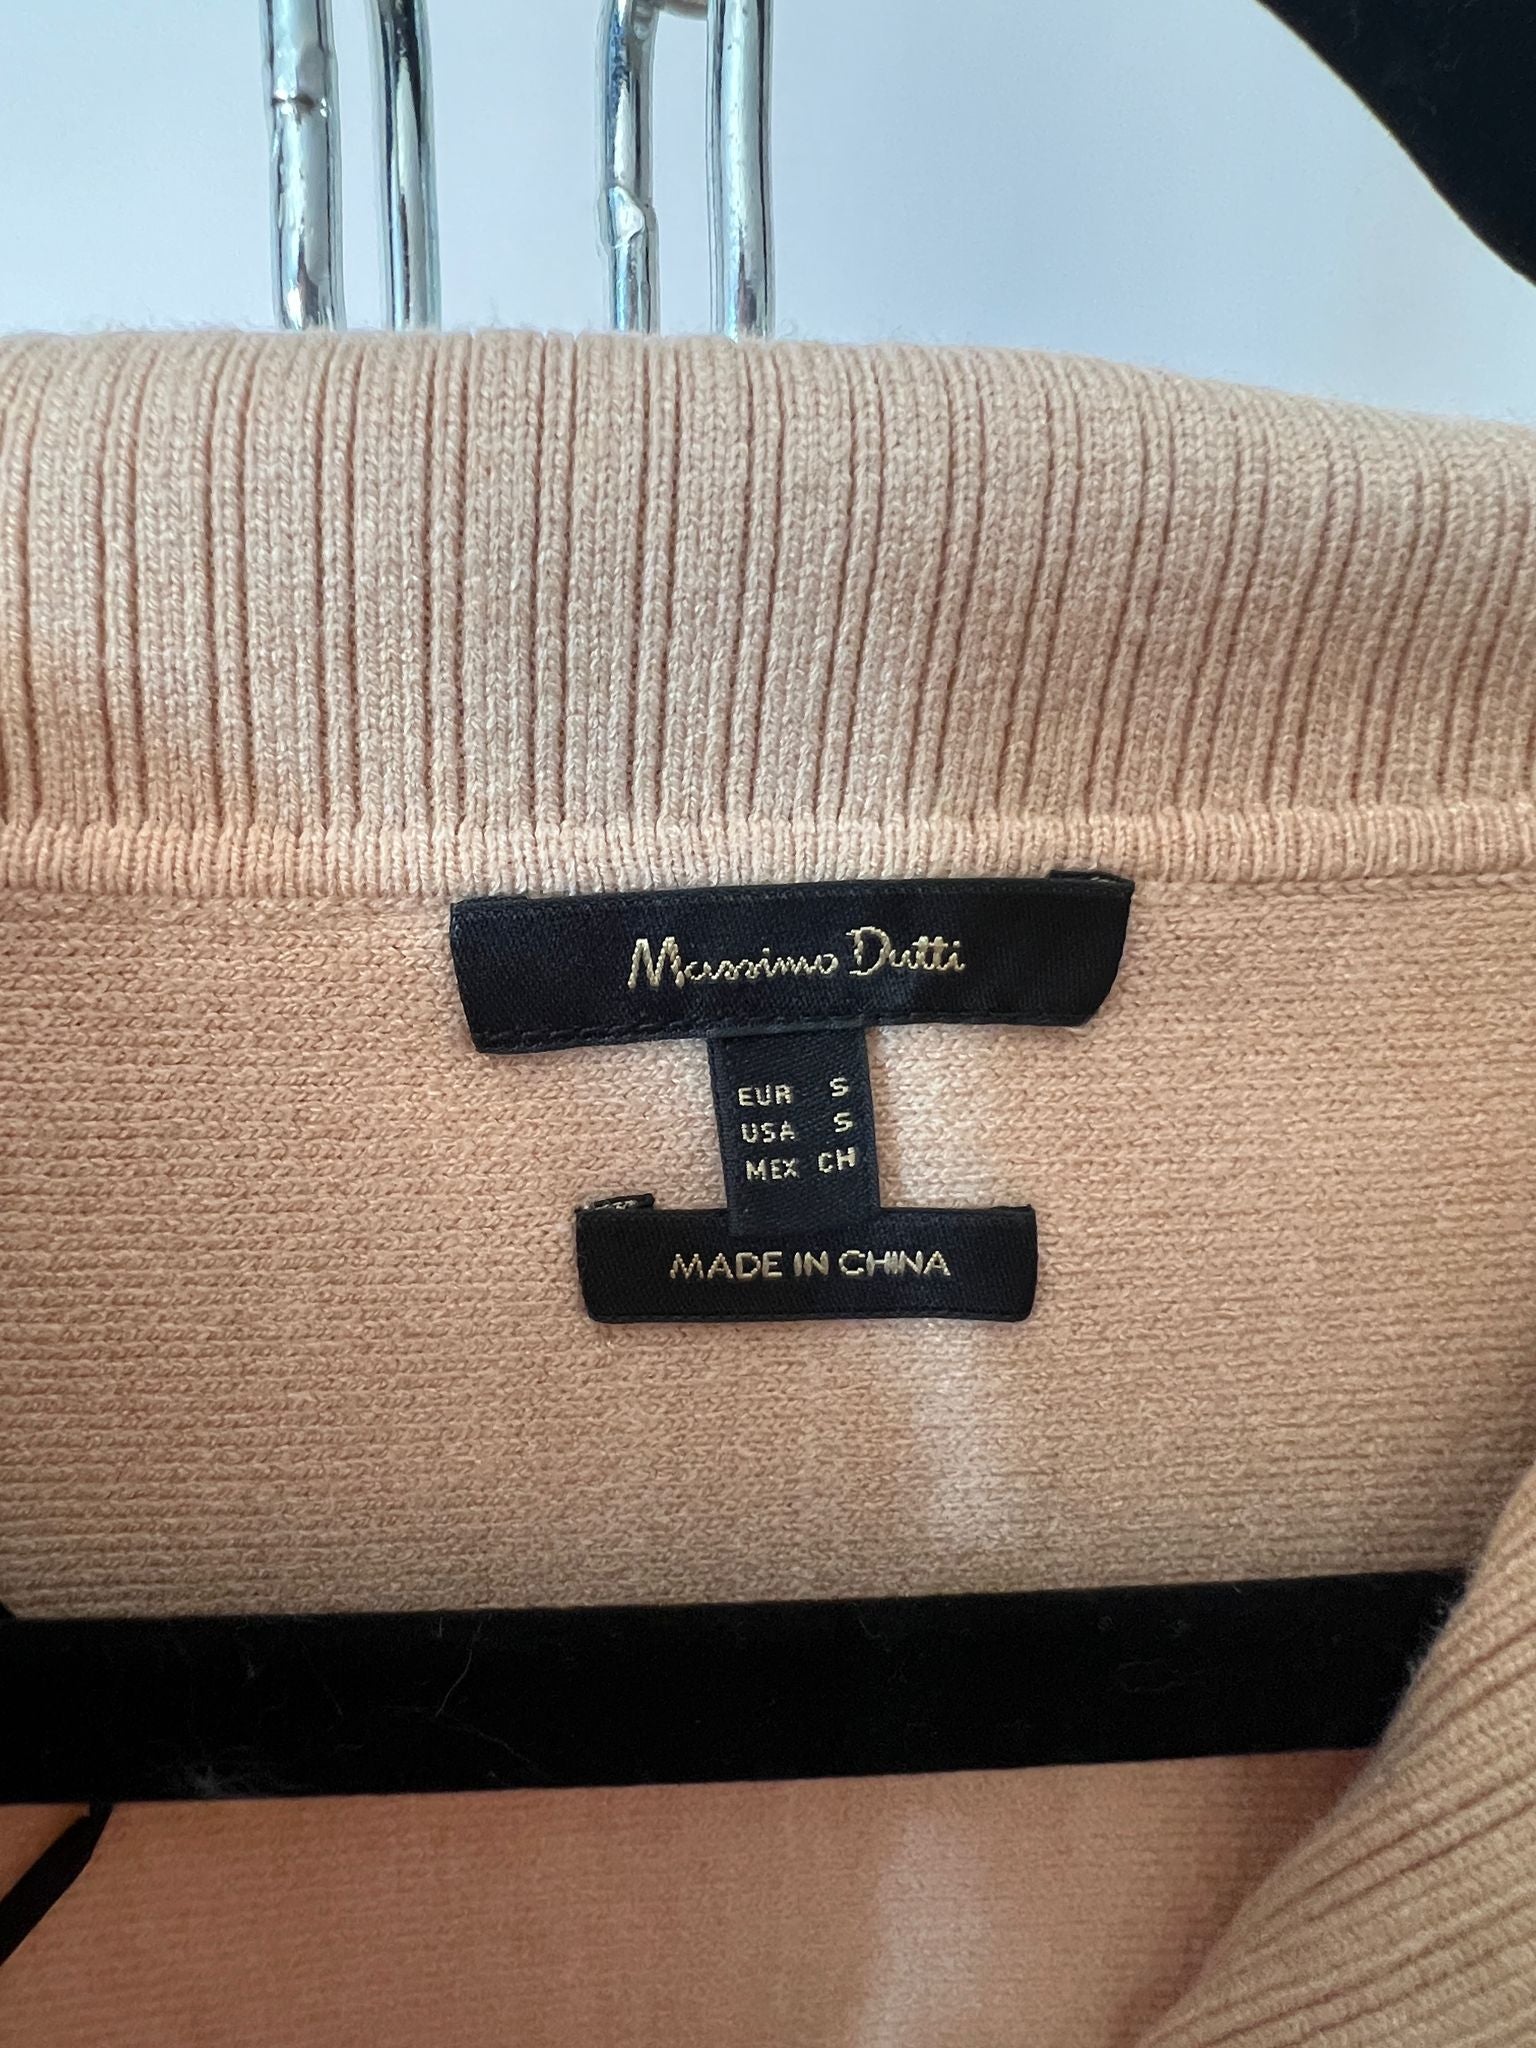 Massimo Dutti
EUR S
USA S
MEX CH
MADE IN CHINA